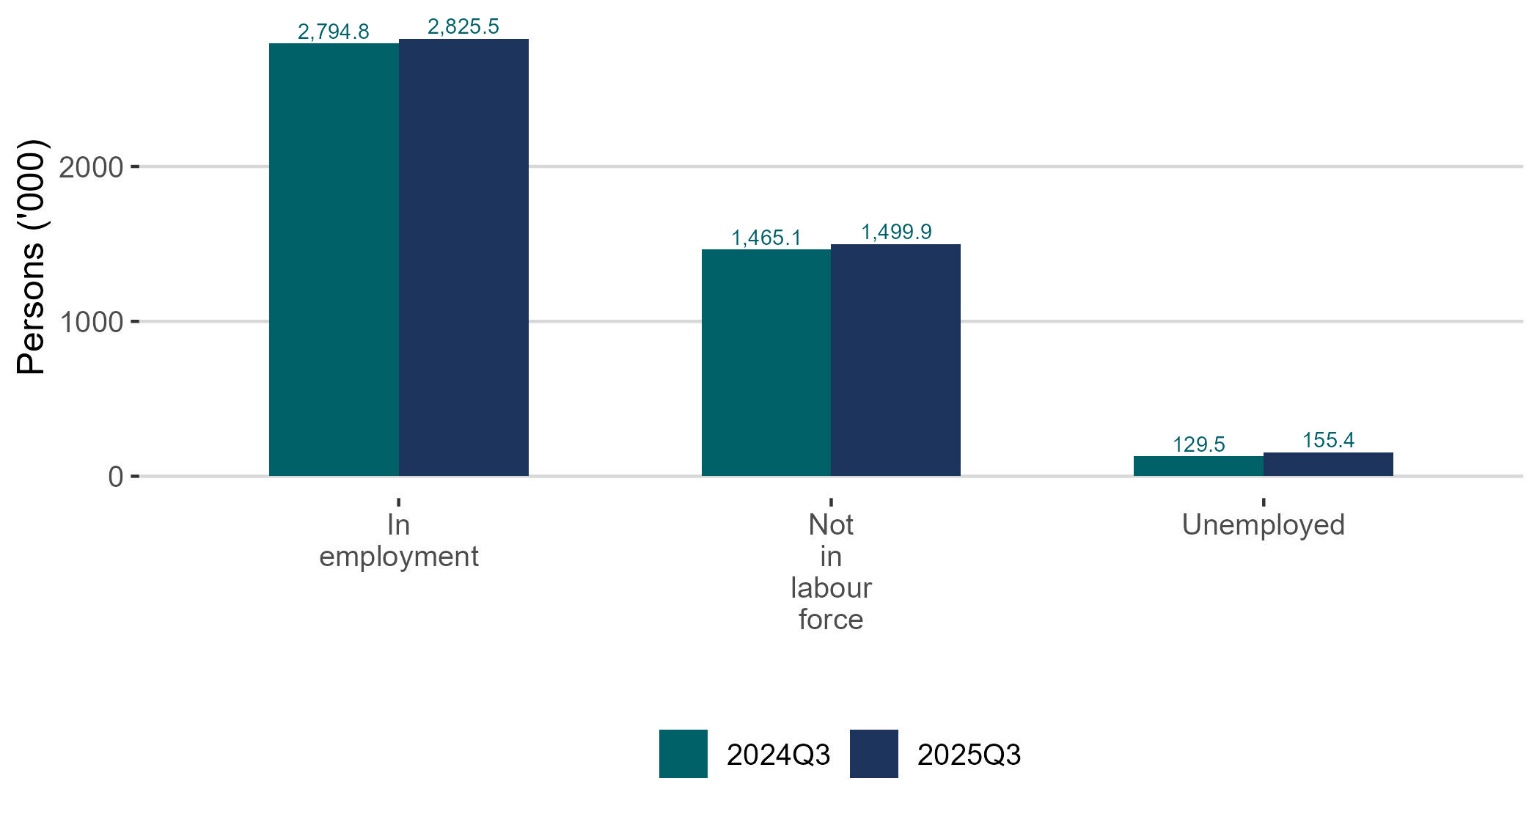 2,794.8
2,825.5
1,465.1
1,499.9
129.5
155.4
Persons ('000)
2000
1000
0
In
employment
Not
in
labour
force
Unemployed
2024Q3
2025Q3